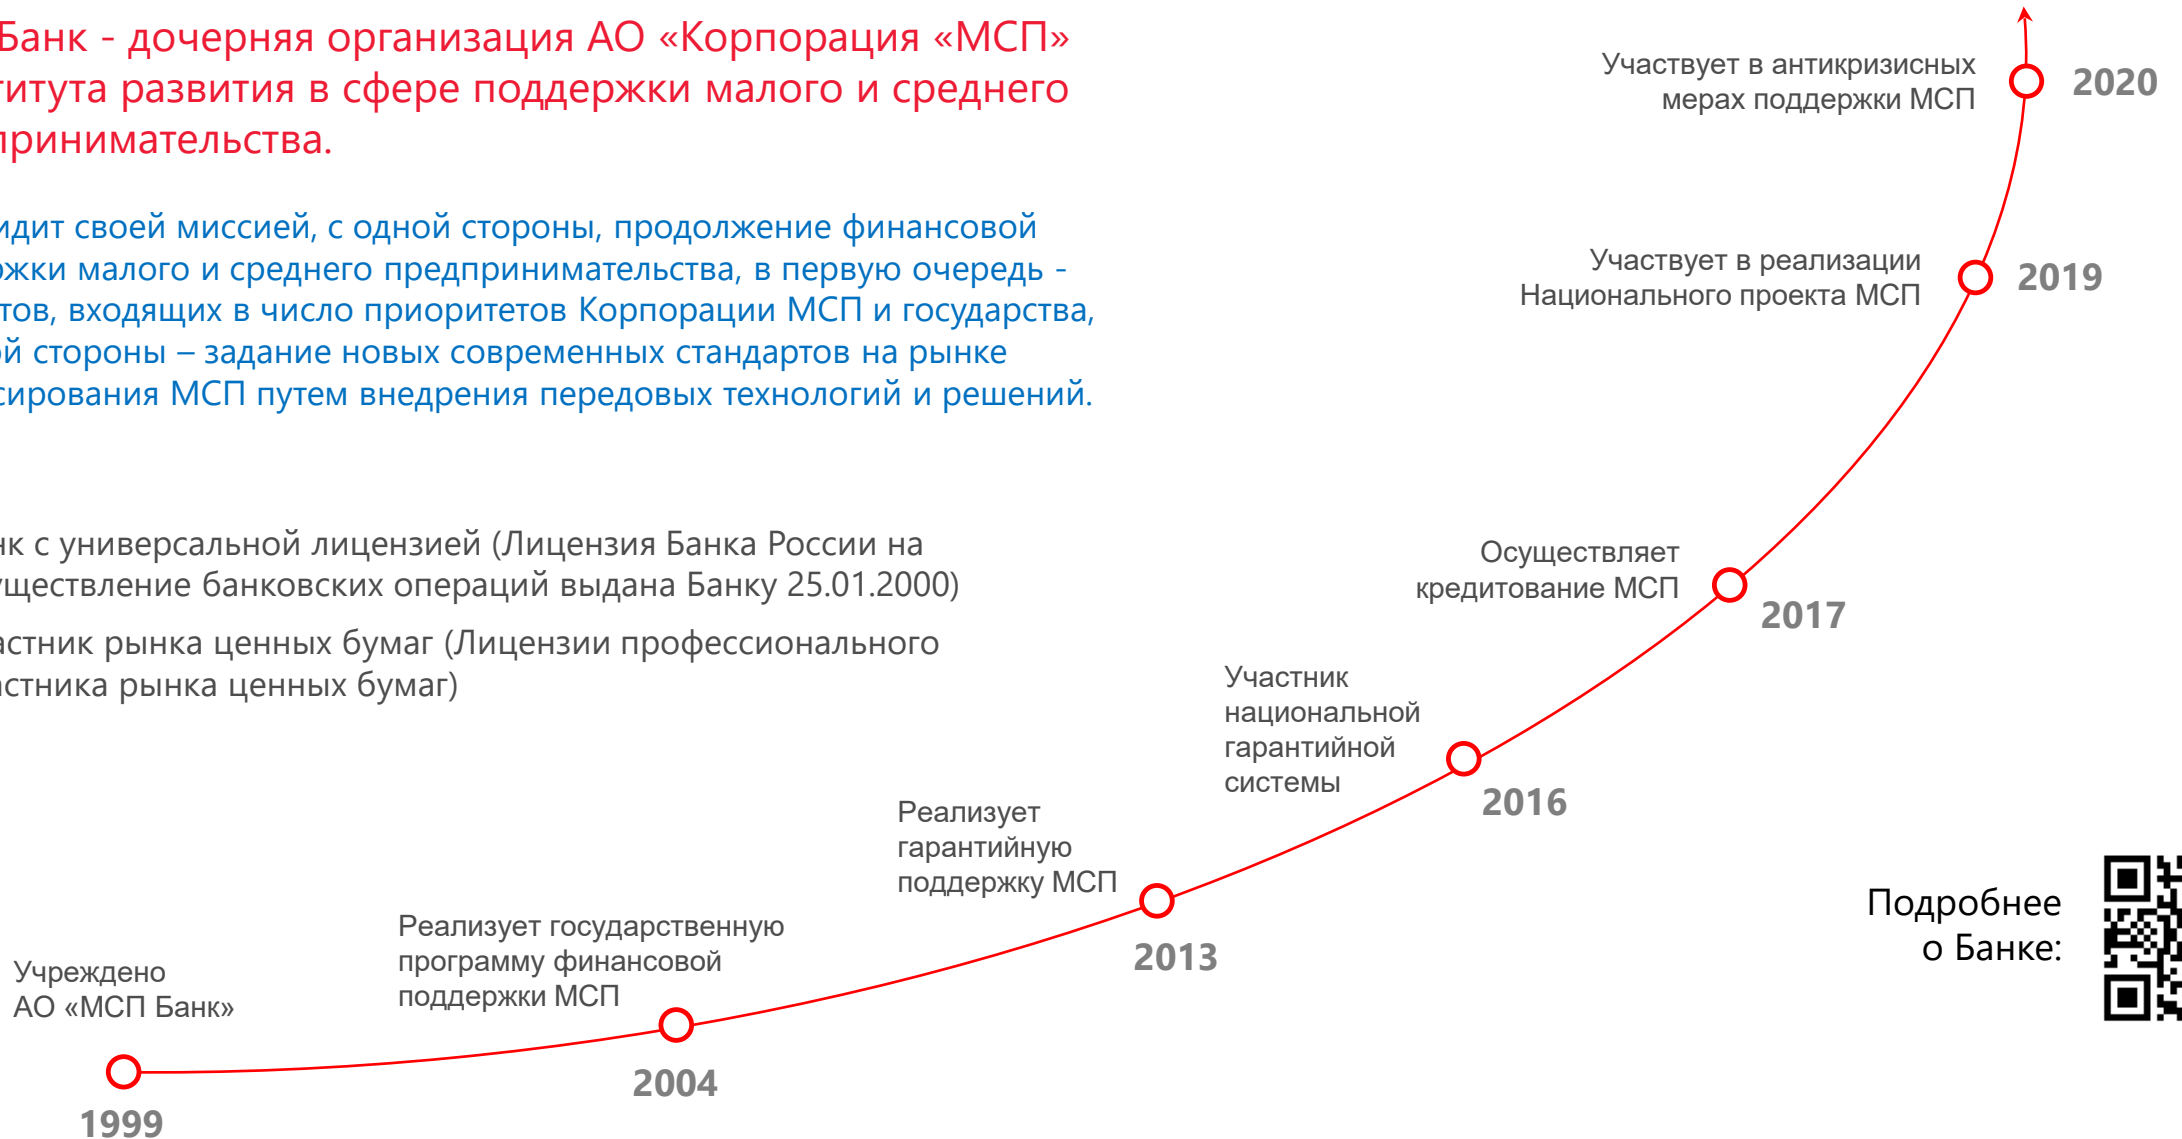 Банк - дочерняя организация АО «Корпорация «МСП»
титута развития в сфере поддержки малого и среднего
принимательства.
идит своей миссией, с одной стороны, продолжение финансовой
ржки малого и среднего предпринимательства, в первую очередь -
тов, входящих в число приоритетов Корпорации МСП и государства,
ой стороны – задание новых современных стандартов на рынке
сирования МСП путем внедрения передовых технологий и решений.
нк с универсальной лицензией (Лицензия Банка России на
уществление банковских операций выдана Банку 25.01.2000)
астник рынка ценных бумаг (Лицензии профессионального
астника рынка ценных бумаг)
Учреждено
АО «МСП Банк»
1999
Реализует государственную
программу финансовой
поддержки МСП
2004
Реализует
гарантийную
поддержку МСП
2013
Участник
национальной
гарантийной
системы
2016
Осуществляет
кредитование МСП
2017
Участвует в реализации
Национального проекта МСП
2019
Участвует в антикризисных
мерах поддержки МСП
2020
Подробнее
о Банке: